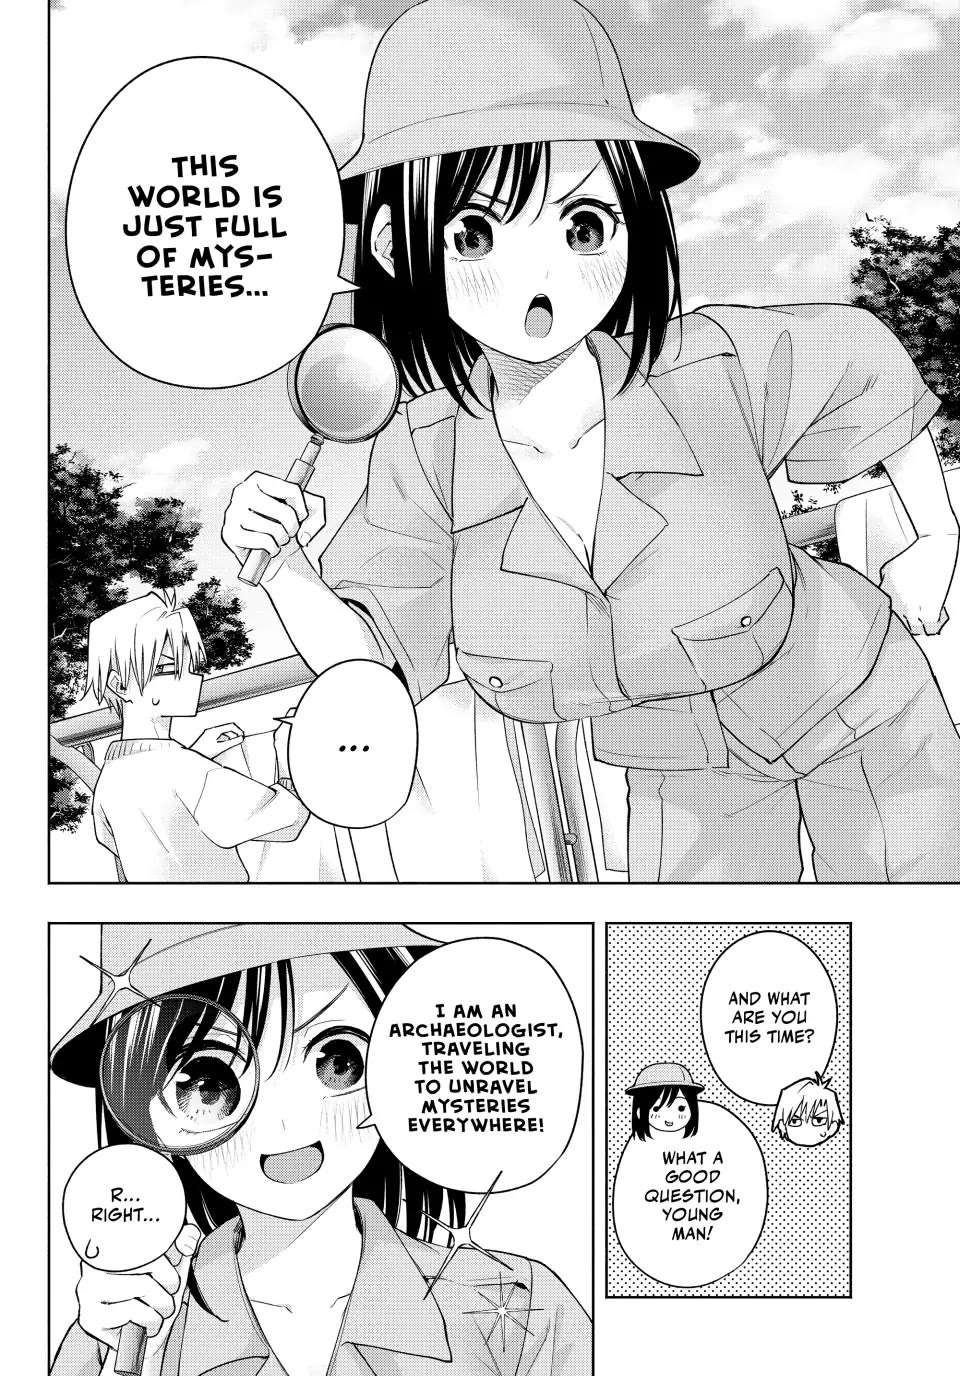 THIS
WORLD IS
JUST FULL
OF MYS-
TERIES...
...
AND WHAT
ARE YOU
THIS TIME?
WHAT A
GOOD
QUESTION,
YOUNG
MAN!
I AM AN
ARCHAEOLOGIST,
TRAVELING
THE WORLD
TO UNRAVEL
MYSTERIES
EVERYWHERE!
R...
RIGHT...